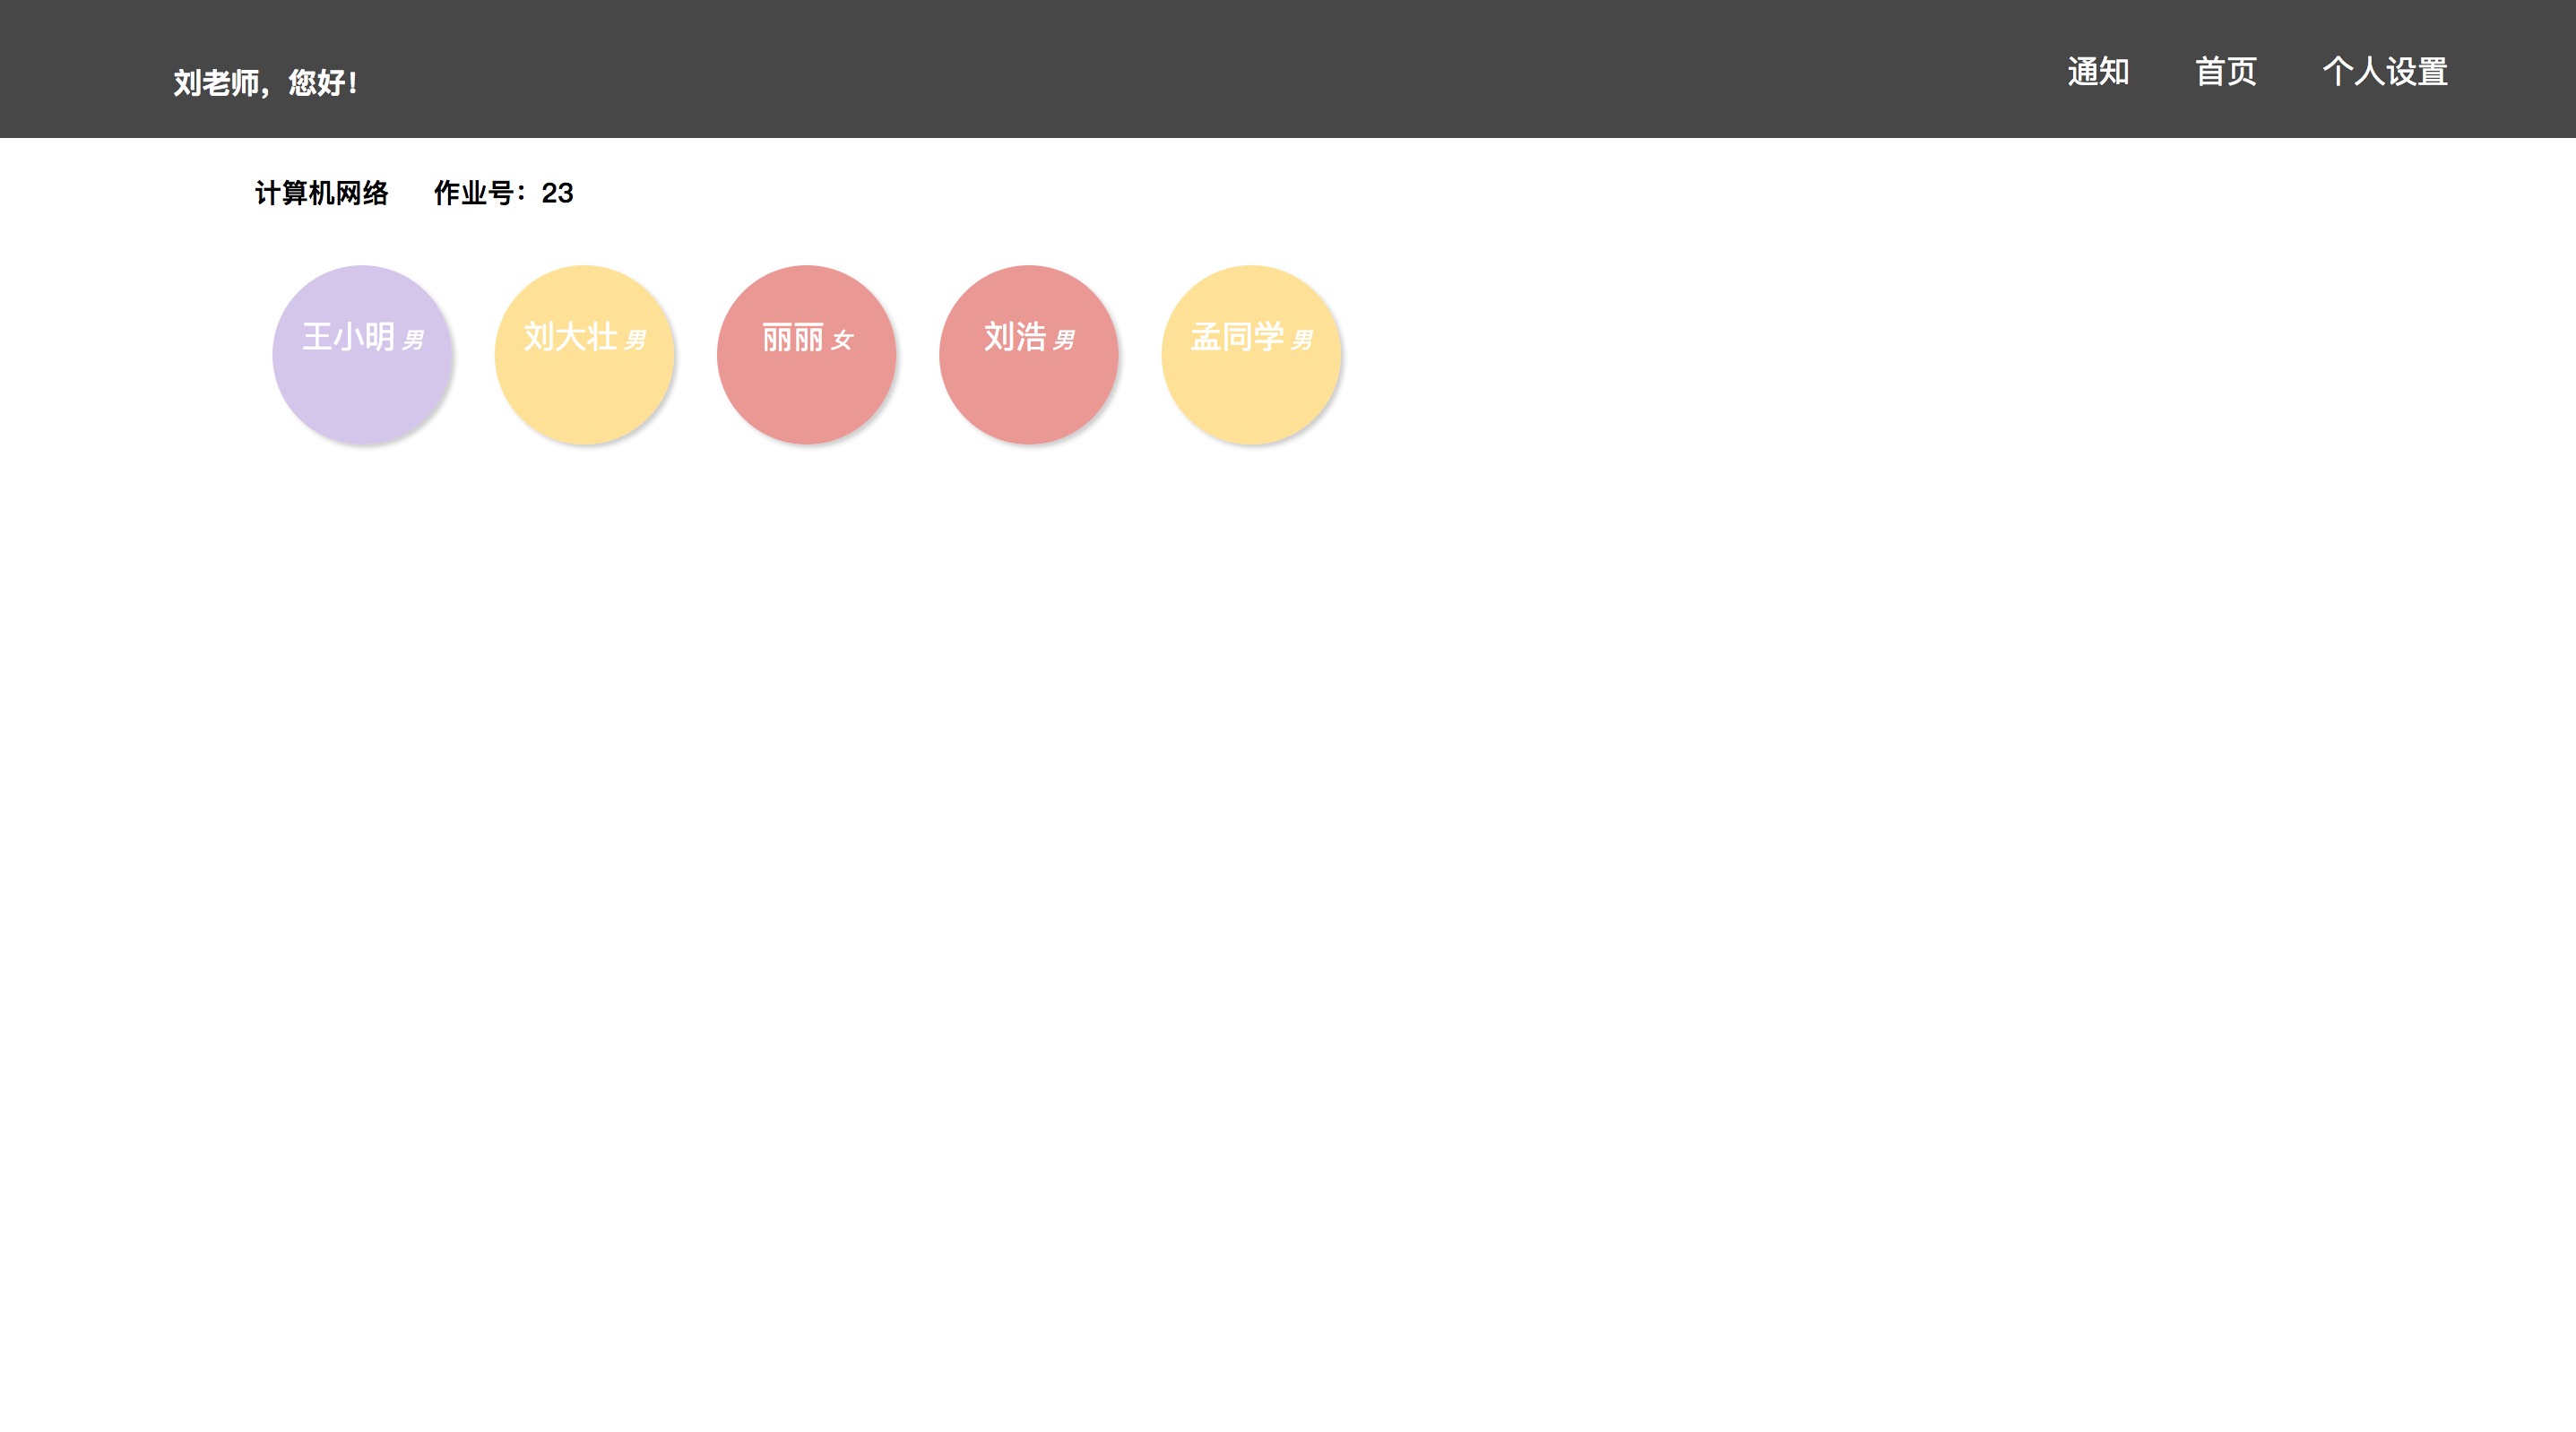 刘老师，您好！
通知 首页 个人设置
计算机网络 作业号：23
王小明 男 刘大壮 男 丽丽 女 刘浩 男 孟同学 男